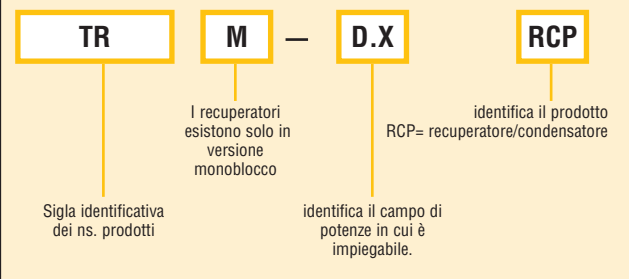 TR M – D.X RCP
I recuperatori
esistono solo in
versione
monoblocco
identifica il prodotto
RCP= recuperatore/condensatore
Sigla identificativa
dei ns. prodotti
identifica il campo di
potenze in cui è
impiegabile.